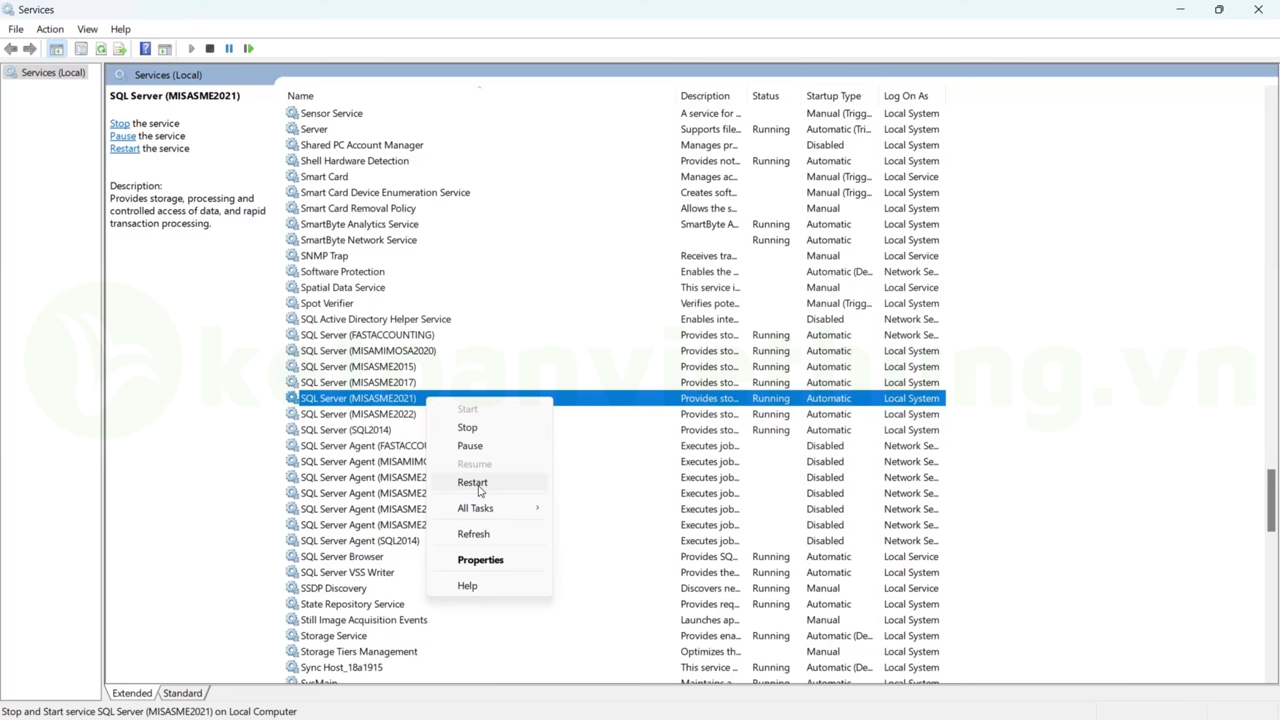 Services
File Action View Help
Services (Local)
Services (Local)
SQL Server (MISASME2021)
Stop the service
Pause the service
Restart the service
Description:
Provides storage, processing and
controlled access of data, and rapid
transaction processing.
Name Description Status Startup Type Log On As
Sensor Service A service for ... Manual (Trigg... Local System
Server Supports file... Running Automatic (Tri... Local System
Shared PC Account Manager Manages pr... Disabled Local System
Shell Hardware Detection Provides not... Running Automatic Local System
Smart Card Manages ac... Manual (Trigg... Local Service
Smart Card Device Enumeration Service Creates soft... Manual (Trigg... Local System
Smart Card Removal Policy Allows the s... Manual Local System
SmartByte Analytics Service SmartByte A... Running Automatic Local System
SmartByte Network Service Running Automatic Local System
SNMP Trap Receives tra... Manual Local Service
Software Protection Enables the ... Automatic (De... Network Se...
Spatial Data Service This service i... Manual Local Service
Spot Verifier Verifies pote... Manual (Trigg... Local System
SQL Active Directory Helper Service Enables inte... Disabled Network Se...
SQL Server (FASTACCOUNTING) Provides sto... Running Automatic Local System
SQL Server (MISAMIMOSA2020) Provides sto... Running Automatic Local System
SQL Server (MISASME2015) Provides sto... Running Automatic Local System
SQL Server (MISASME2017) Provides sto... Running Automatic Local System
SQL Server (MISASME2021) Provides sto... Running Automatic Local System
SQL Server (MISASME2022) Provides sto... Running Automatic Local System
SQL Server (SQL2014) Provides sto... Running Automatic Local System
SQL Server Agent (FASTACCOU Executes job... Disabled Network Se...
SQL Server Agent (MISAMIM Executes job... Disabled Network Se...
SQL Server Agent (MISASME2 Executes job... Disabled Network Se...
SQL Server Agent (MISASME2 Executes job... Disabled Network Se...
SQL Server Agent (MISASME2 Executes job... Disabled Network Se...
SQL Server Agent (MISASME2 Executes job... Disabled Network Se...
SQL Server Agent (SQL2014) Executes job... Disabled Network Se...
SQL Server Browser Provides SQ... Running Automatic Local Service
SQL Server VSS Writer Provides the... Running Automatic Local System
SSDP Discovery Discovers ne... Running Manual Local Service
State Repository Service Provides req... Running Automatic Local System
Still Image Acquisition Events Launches ap... Manual Local System
Storage Service Provides ena... Running Automatic (De... Local System
Storage Tiers Management Optimizes th... Manual Local System
Sync Host_18a1915 This service ... Running Automatic (De... Local System
SysMain Maintains a Running Automatic Local System
Start
Stop
Pause
Resume
Restart
All Tasks
Refresh
Properties
Help
Extended Standard
Stop and Start service SQL Server (MISASME2021) on Local Computer